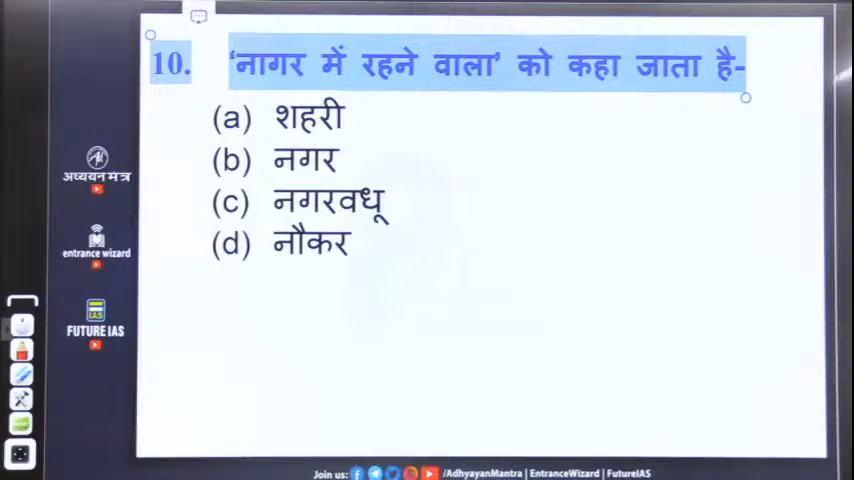 10. 'नागर में रहने वाला' को कहा जाता है-
(a) शहरी
(b) नगर
(c) नगरवधू
(d) नौकर
अध्ययन मंत्र
entrance wizard
IAS
FUTURE IAS
Join us: /AdhyayanMantra | EntranceWizard | FutureIAS